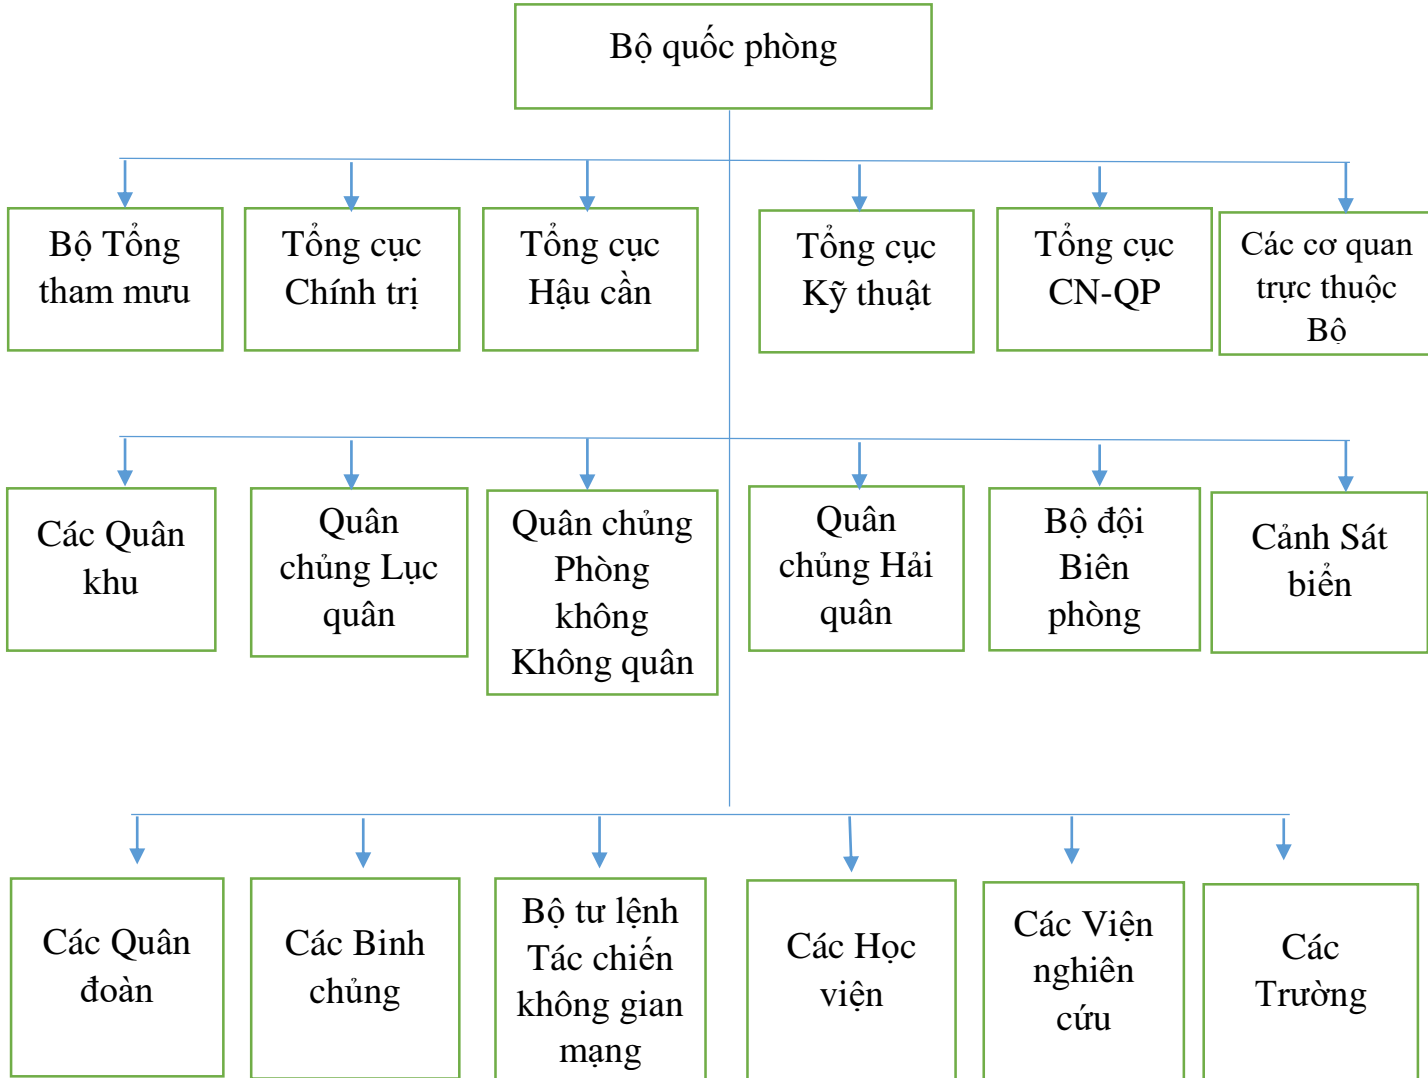 Bộ quốc phòng
Bộ Tổng
tham mưu
Tổng cục
Chính trị
Tổng cục
Hậu cần
Tổng cục
Kỹ thuật
Tổng cục
CN-QP
Các cơ quan
trực thuộc
Bộ
Các Quân
khu
Quân
chủng Lục
quân
Quân chủng
Phòng
không
Không quân
Quân
chủng Hải
quân
Bộ đội
Biên
phòng
Cảnh Sát
biển
Các Quân
đoàn
Các Binh
chủng
Bộ tư lệnh
Tác chiến
không gian
mạng
Các Học
viện
Các Viện
nghiên
cứu
Các
Trường